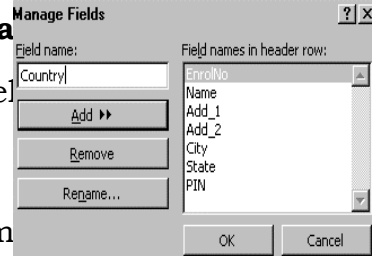 Manage Fields
Field name:
Country
Add
Remove
Rename...
Field names in header row:
EnrolNo
Name
Add_1
Add_2
City
State
PIN
OK
Cancel